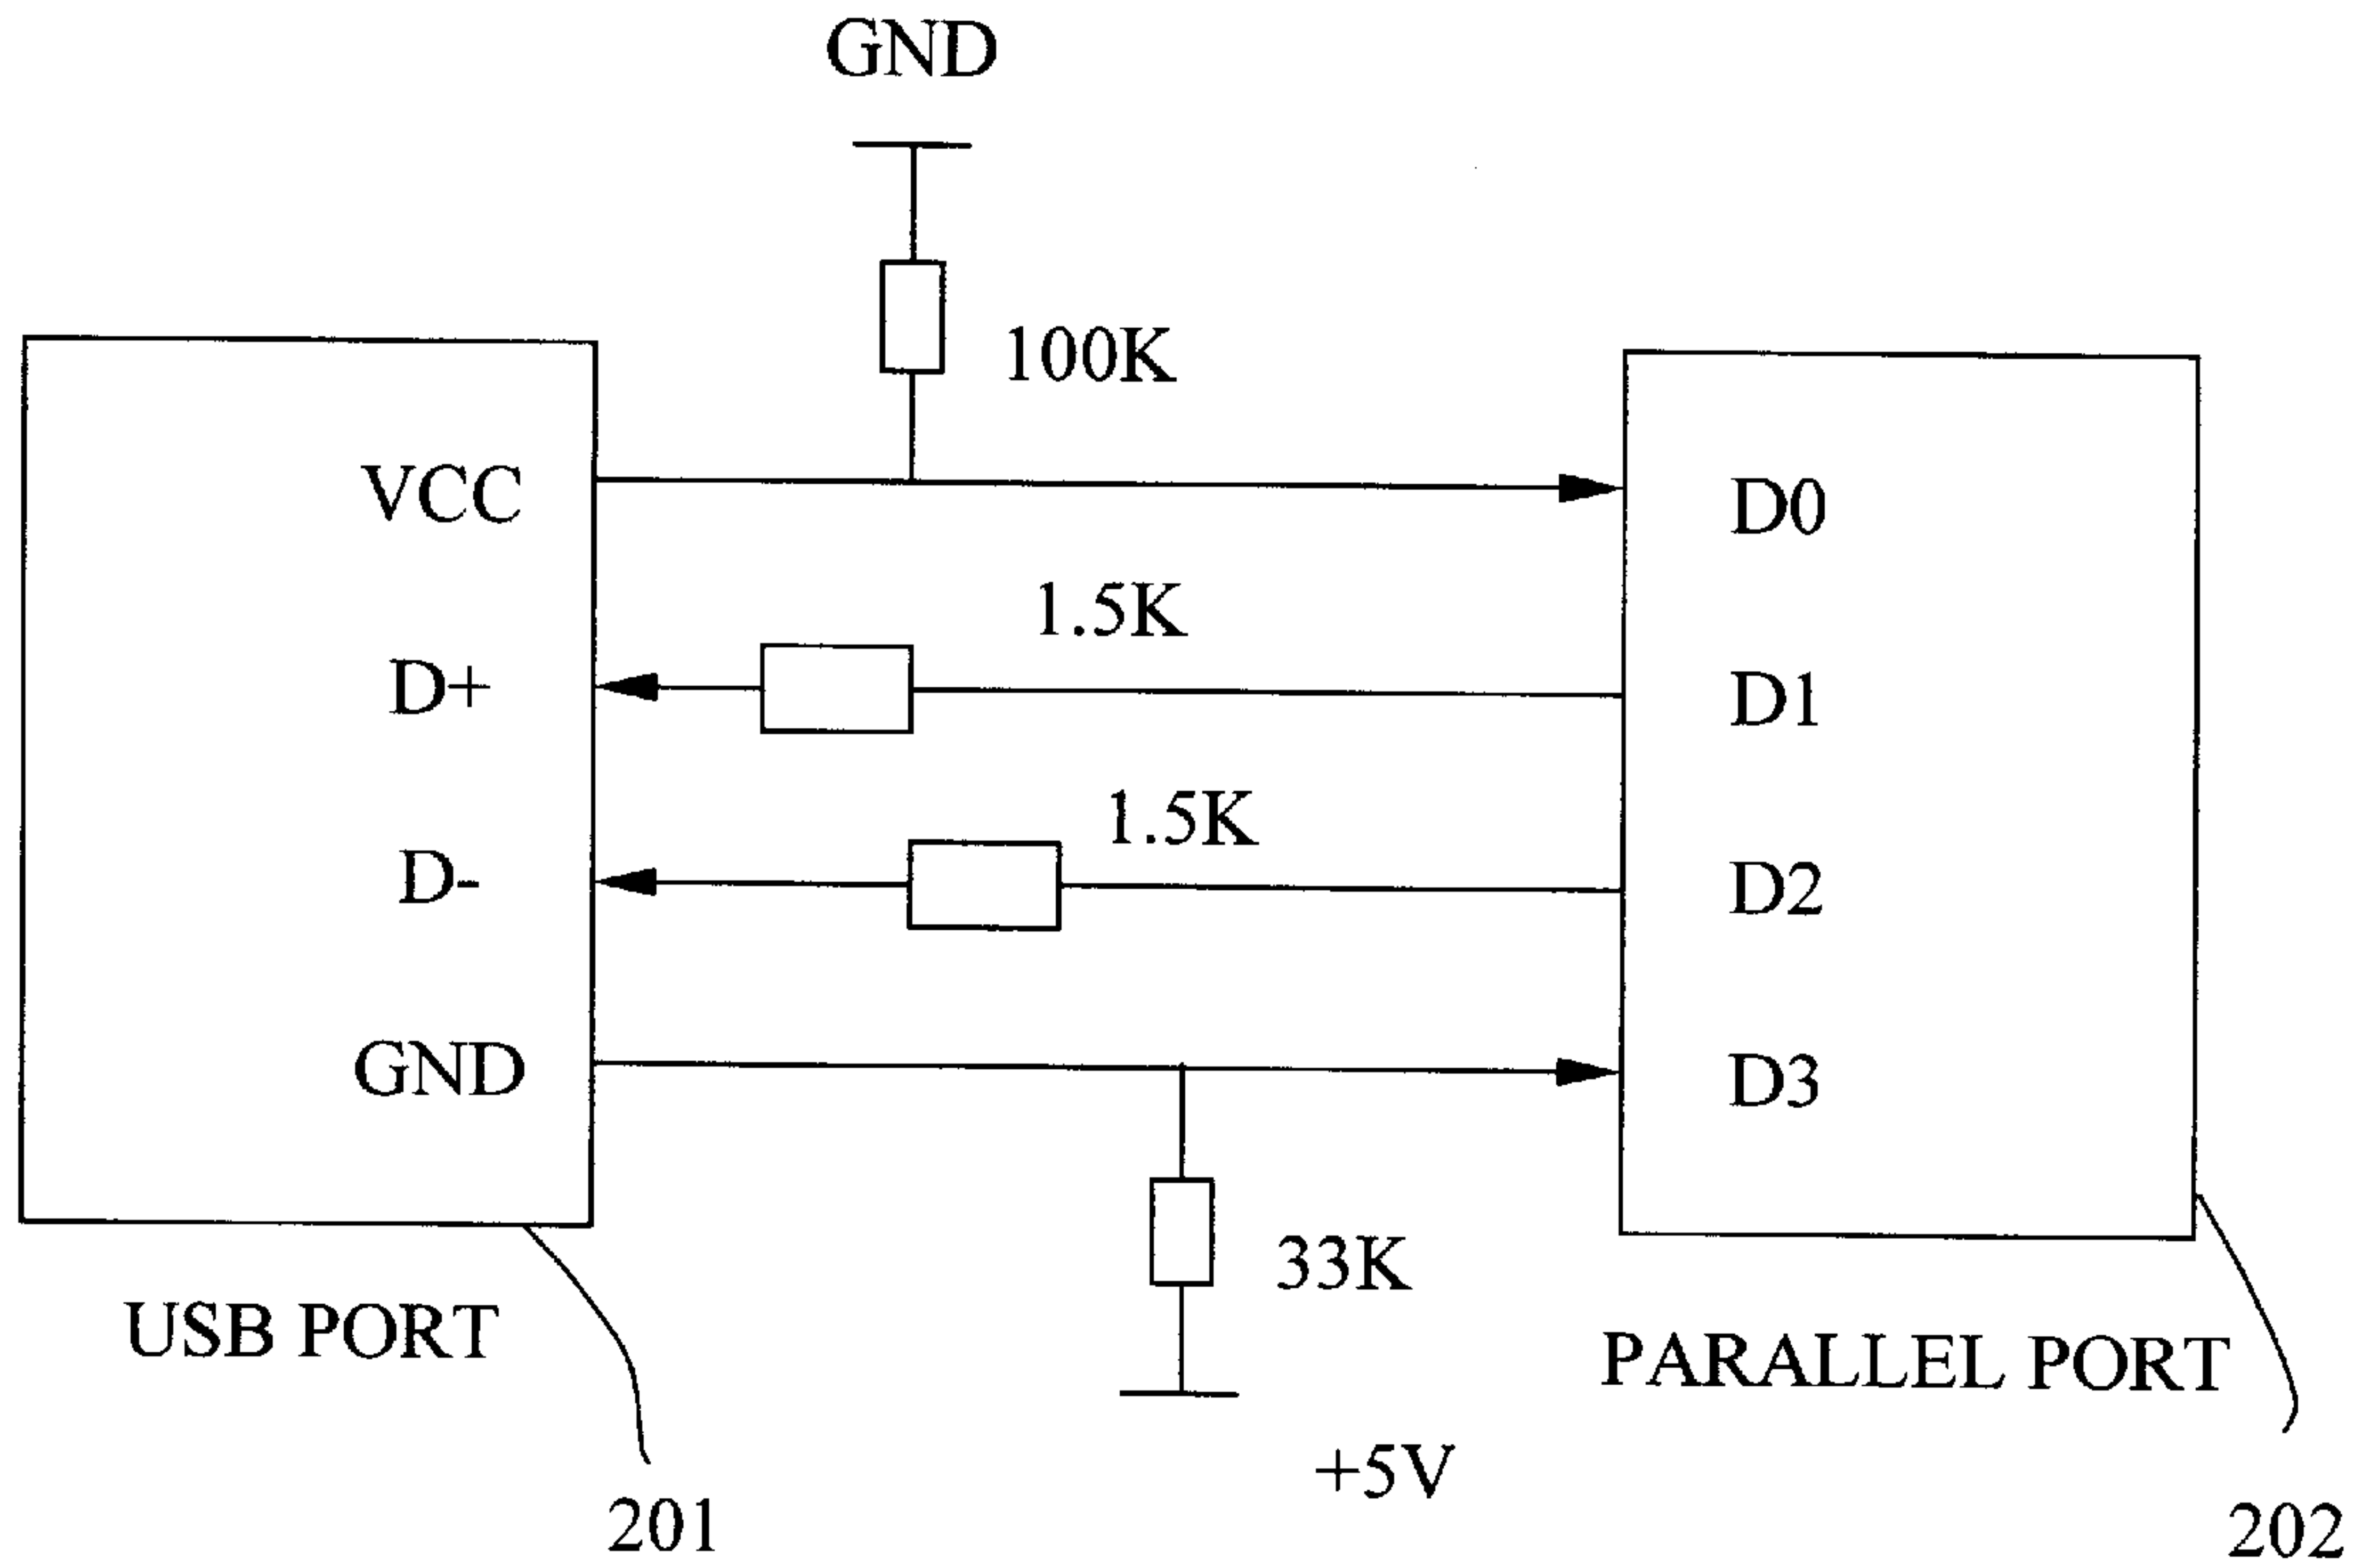 GND
100K
VCC
D0
1.5K
D+
D1
1.5K
D-
D2
GND
D3
33K
USB PORT
PARALLEL PORT
+5V
201
202